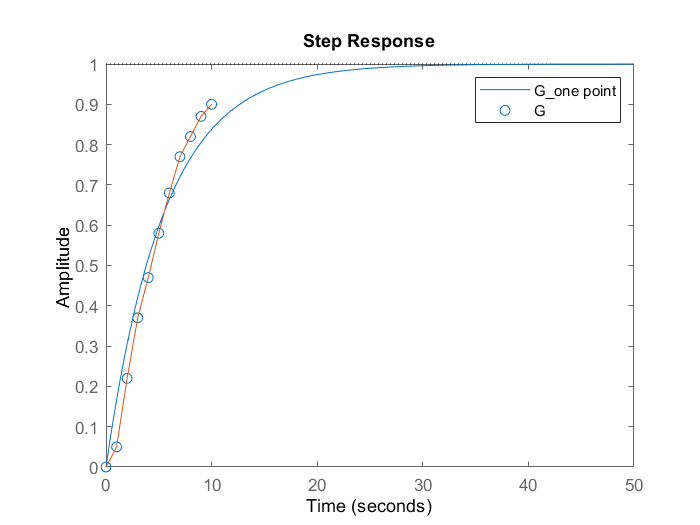 Step Response
G_one point
G
Amplitude
1
0.9
0.8
0.7
0.6
0.5
0.4
0.3
0.2
0.1
0
0 10 20 30 40 50
Time (seconds)